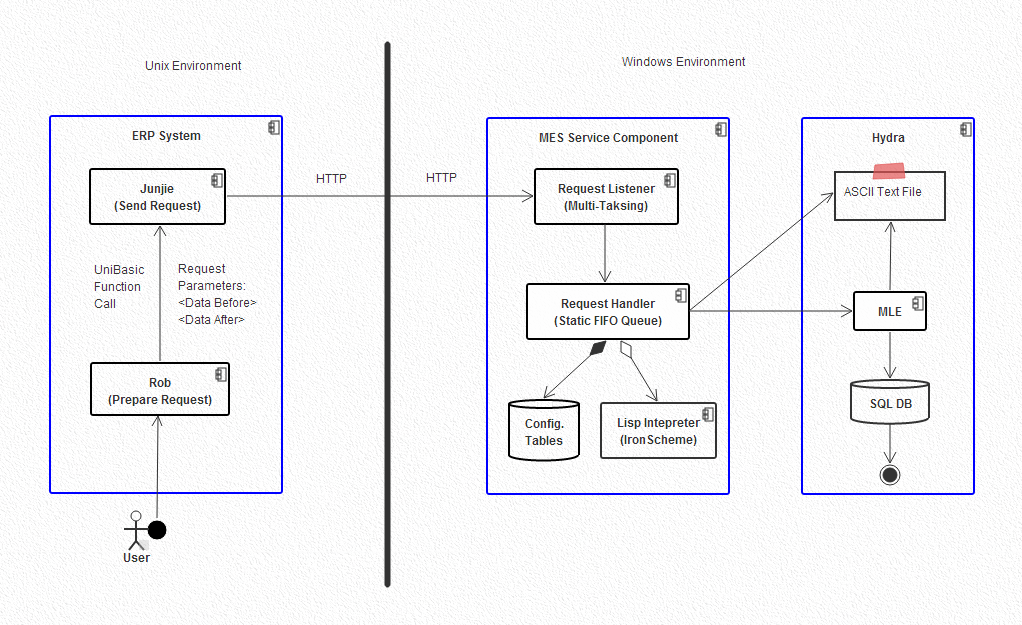 Unix Environment
Windows Environment
ERP System
Junjie
(Send Request)
HTTP
HTTP
UniBasic
Function
Call
Request
Parameters:
<Data Before>
<Data After>
Rob
(Prepare Request)
User
MES Service Component
Request Listener
(Multi-Taksing)
Request Handler
(Static FIFO Queue)
Config.
Tables
Lisp Intepreter
(IronScheme)
Hydra
ASCII Text File
MLE
SQL DB